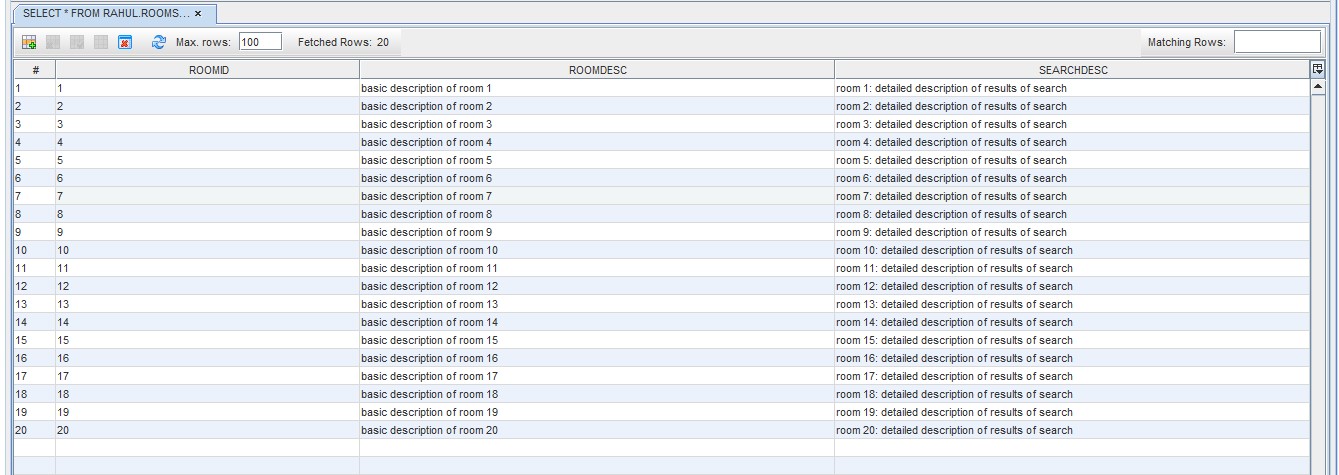 SELECT * FROM RAHUL.ROOMS... ×
Max. rows: 100 Fetched Rows: 20 Matching Rows:
# ROOMID ROOMDESC SEARCHDESC
1 1 basic description of room 1 room 1: detailed description of results of search
2 2 basic description of room 2 room 2: detailed description of results of search
3 3 basic description of room 3 room 3: detailed description of results of search
4 4 basic description of room 4 room 4: detailed description of results of search
5 5 basic description of room 5 room 5: detailed description of results of search
6 6 basic description of room 6 room 6: detailed description of results of search
7 7 basic description of room 7 room 7: detailed description of results of search
8 8 basic description of room 8 room 8: detailed description of results of search
9 9 basic description of room 9 room 9: detailed description of results of search
10 10 basic description of room 10 room 10: detailed description of results of search
11 11 basic description of room 11 room 11: detailed description of results of search
12 12 basic description of room 12 room 12: detailed description of results of search
13 13 basic description of room 13 room 13: detailed description of results of search
14 14 basic description of room 14 room 14: detailed description of results of search
15 15 basic description of room 15 room 15: detailed description of results of search
16 16 basic description of room 16 room 16: detailed description of results of search
17 17 basic description of room 17 room 17: detailed description of results of search
18 18 basic description of room 18 room 18: detailed description of results of search
19 19 basic description of room 19 room 19: detailed description of results of search
20 20 basic description of room 20 room 20: detailed description of results of search